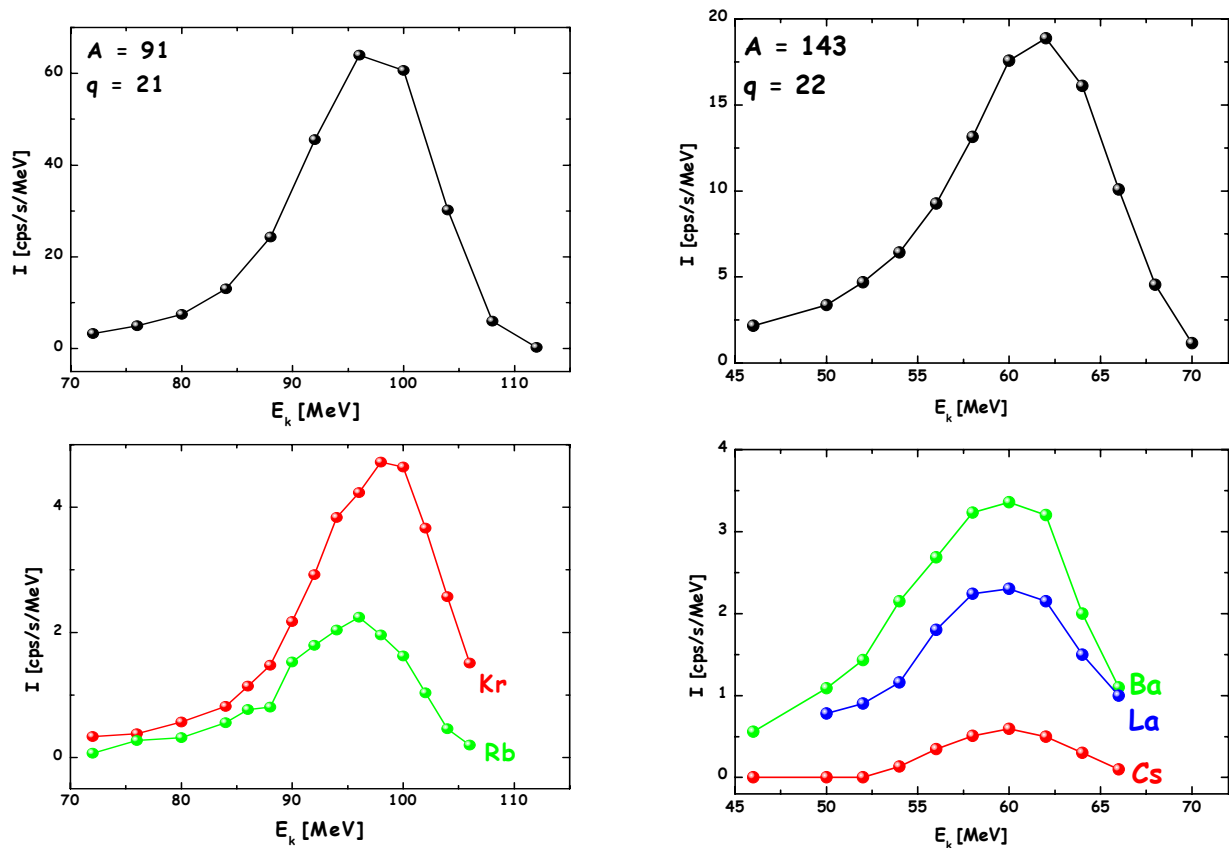 A = 91
q = 21
I [cps/s/MeV]
60
40
20
0
70
80
90
100
110
E_k [MeV]
A = 143
q = 22
I [cps/s/MeV]
20
15
10
5
0
45
50
55
60
65
70
E_k [MeV]
I [cps/s/MeV]
4
2
0
Kr
Rb
70
80
90
100
110
E_k [MeV]
I [cps/s/MeV]
4
3
2
1
0
Ba
La
Cs
45
50
55
60
65
70
E_k [MeV]